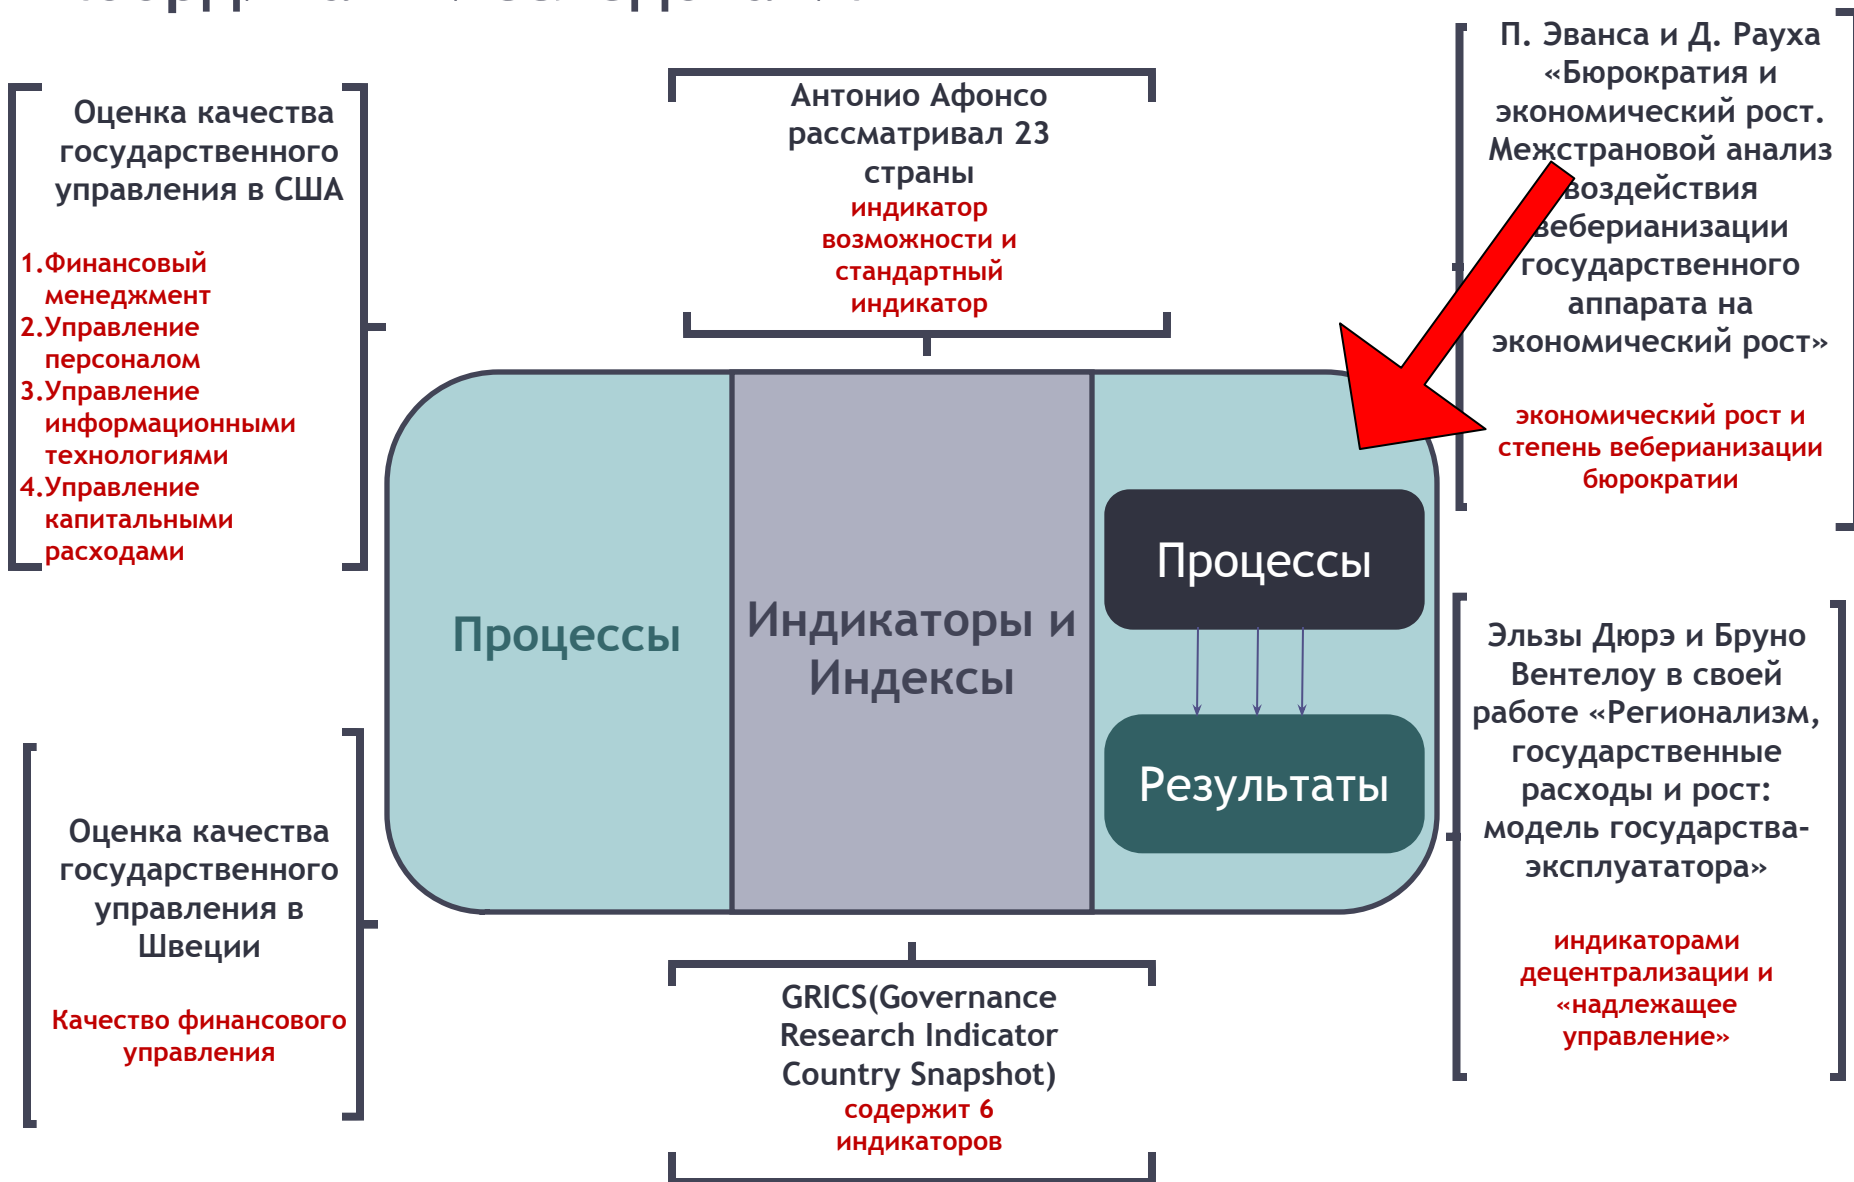 Оценка качества
государственного
управления в США
1.Финансовый
менеджмент
2.Управление
персоналом
3.Управление
информационными
технологиями
4.Управление
капитальными
расходами
Антонио Афонсо
рассматривал 23
страны
индикатор
возможности и
стандартный
индикатор
П. Эванса и Д. Рауха
«Бюрократия и
экономический рост.
Межстрановой анализ
воздействия
веберианизации
государственного
аппарата на
экономический рост»
экономический рост и
степень веберианизации
бюрократии
Процессы
Индикаторы и
Индексы
Процессы
Результаты
Оценка качества
государственного
управления в
Швеции
Качество финансового
управления
GRICS(Governance
Research Indicator
Country Snapshot)
содержит 6
индикаторов
Эльзы Дюрэ и Бруно
Вентелоу в своей
работе «Регионализм,
государственные
расходы и рост:
модель государства-
эксплуататора»
индикаторами
децентрализации и
«надлежащее
управление»